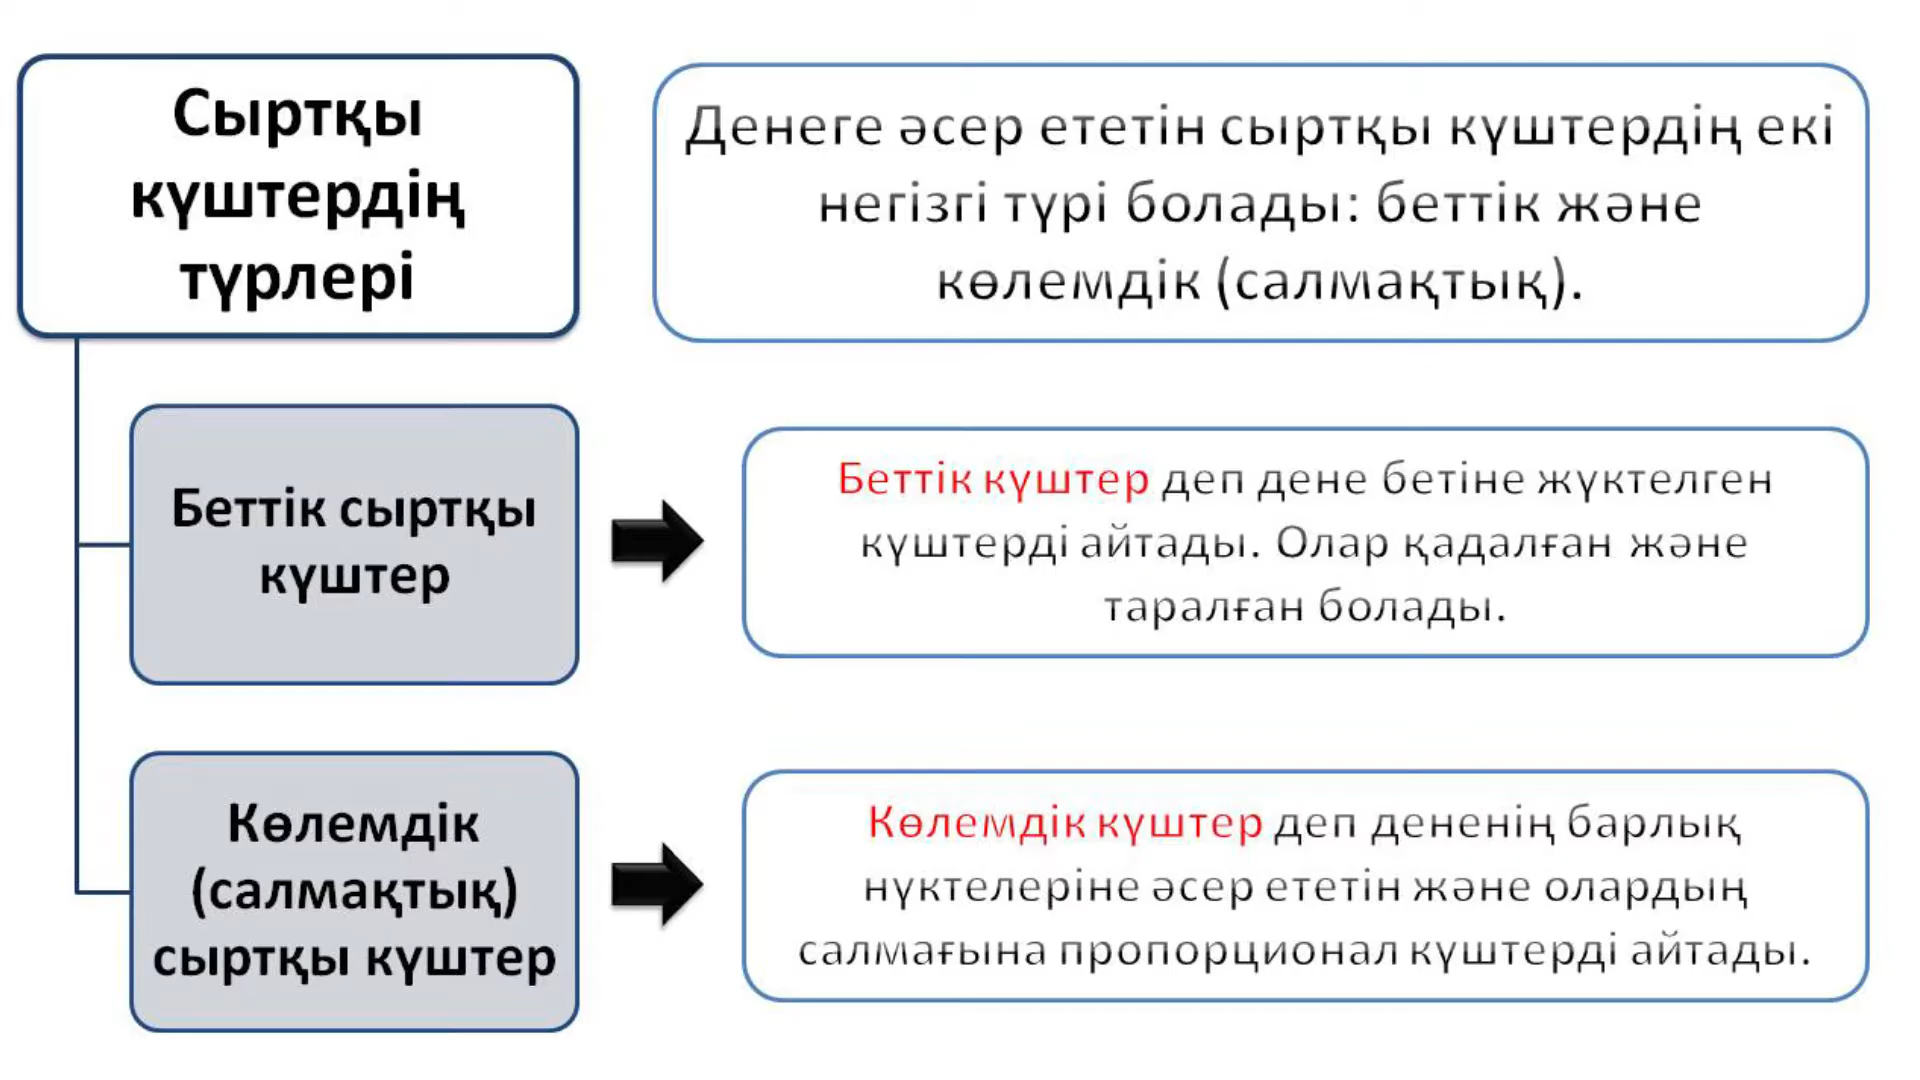 Сыртқы
күштердің
түрлері
Денеге әсер ететін сыртқы күштердің екі
негізгі түрі болады: беттік және
көлемдік (салмақтық).
Беттік сыртқы
күштер
Беттік күштер деп дене бетіне жүктелген
күштерді айтады. Олар қадалған және
таралған болады.
Көлемдік
(салмақтық)
сыртқы күштер
Көлемдік күштер деп дененің барлық
нүктелеріне әсер ететін және олардың
салмағына пропорционал күштерді айтады.